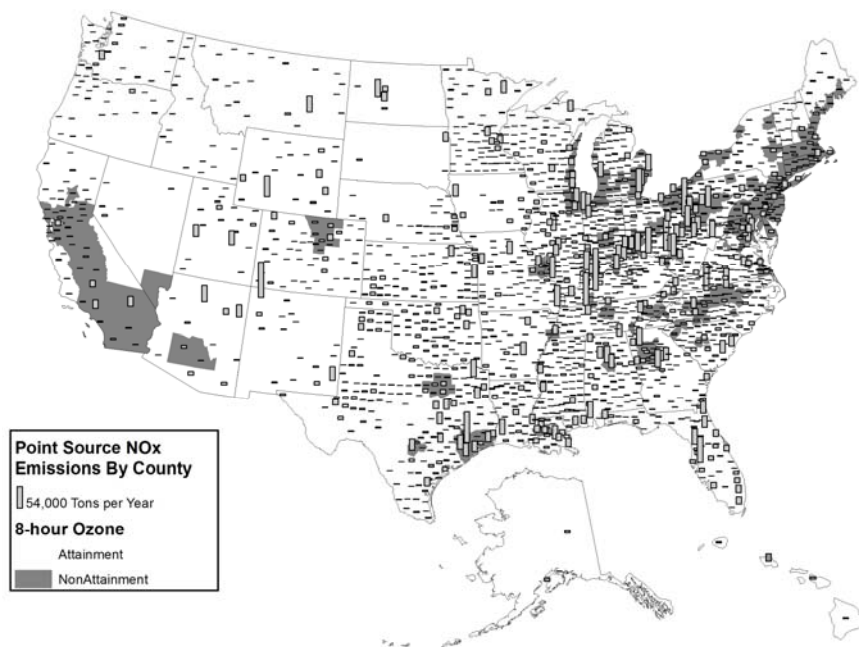 Point Source NOx
Emissions By County
54,000 Tons per Year
8-hour Ozone
Attainment
NonAttainment